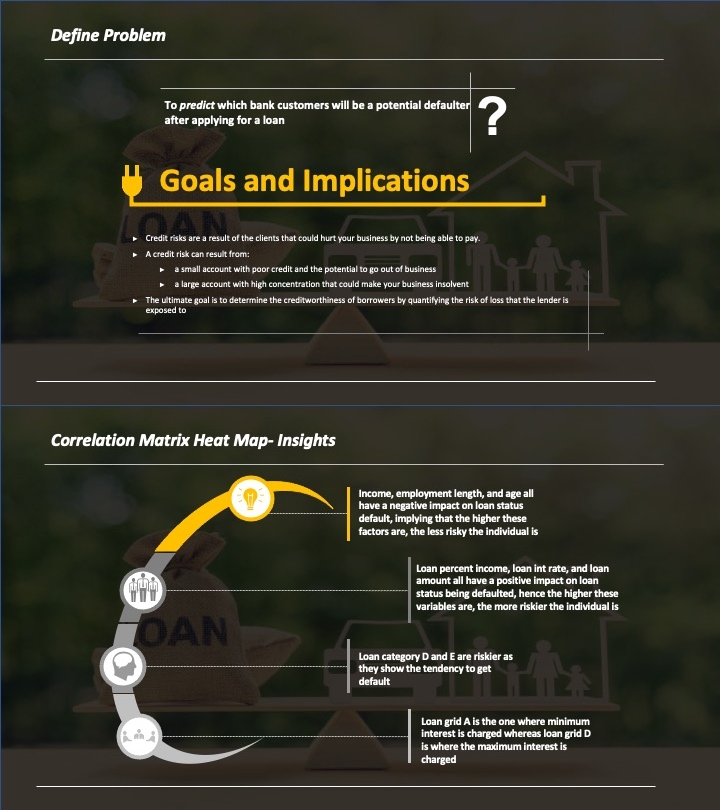 Define Problem
To predict which bank customers will be a potential defaulter
after applying for a loan
?
Goals and Implications
LOAN
► Credit risks are a result of the clients that could hurt your business by not being able to pay.
► A credit risk can result from:
► a small account with poor credit and the potential to go out of business
► a large account with high concentration that could make your business insolvent
► The ultimate goal is to determine the creditworthiness of borrowers by quantifying the risk of loss that the lender is
exposed to
Correlation Matrix Heat Map- Insights
Income, employment length, and age all
have a negative impact on loan status
default, implying that the higher these
factors are, the less risky the individual is
Loan percent income, loan int rate, and loan
amount all have a positive impact on loan
status being defaulted, hence the higher these
variables are, the more riskier the individual is
LOAN
Loan category D and E are riskier as
they show the tendency to get
default
Loan grid A is the one where minimum
interest is charged whereas loan grid D
is where the maximum interest is
charged